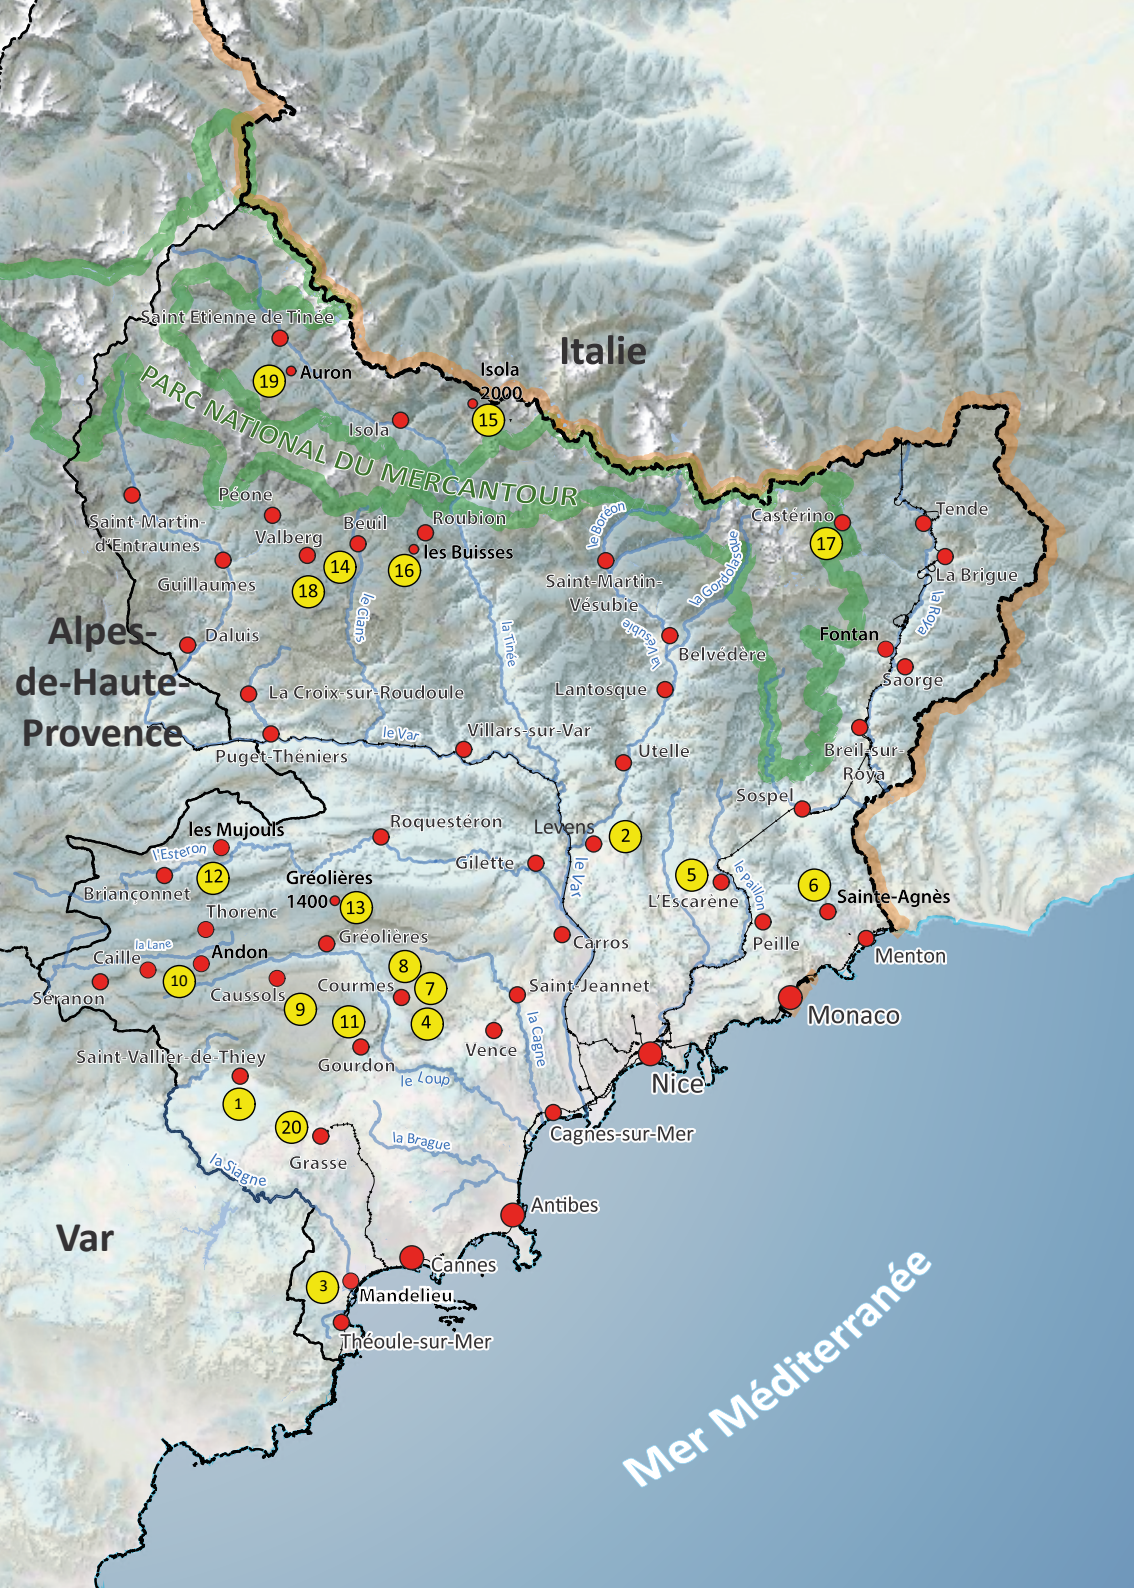 Italie
Saint-Etienne de Tinée
19
Auron
Isola
2000
15
Isola
PARC NATIONAL DU MERCANTOUR
Péone
Saint-Martin-
d'Entraunes
Valberg
Beuil
Roubion
les Buisses
14
16
18
Guillaumes
le Boréon
la Gordolasque
Castérino
17
Tende
La Brigue
Saint-Martin-
Vésubie
la Vésubie
Belvédère
la Roya
Fontan
Saorge
Alpes-
de-Haute-
Provence
Daluis
le Cians
la Tinée
La Croix-sur-Roudoule
Lantosque
le Var
Villars-sur-Var
Puget-Théniers
Utelle
Breil-sur-
Roya
Sospel
les Mujouls
Roquestéron
Levens
2
l'Esteron
12
Briançonnet
Gréolières
1400
13
Gilette
le Var
5
L'Escarène
le Paillon
6
Sainte-Agnès
Peille
Menton
Thorenc
la Lane
Andon
Gréolières
Carros
Caille
10
Séranon
Caussols
9
Courmes
8
7
4
11
Saint-Jeannet
Monaco
Vence
la Cagne
Gourdon
Nice
Saint-Vallier-de-Thiey
1
le Loup
20
Grasse
Cagnes-sur-Mer
la Brague
la Siagne
Antibes
Var
Cannes
3
Mandelieu
Théoule-sur-Mer
Mer Méditerranée